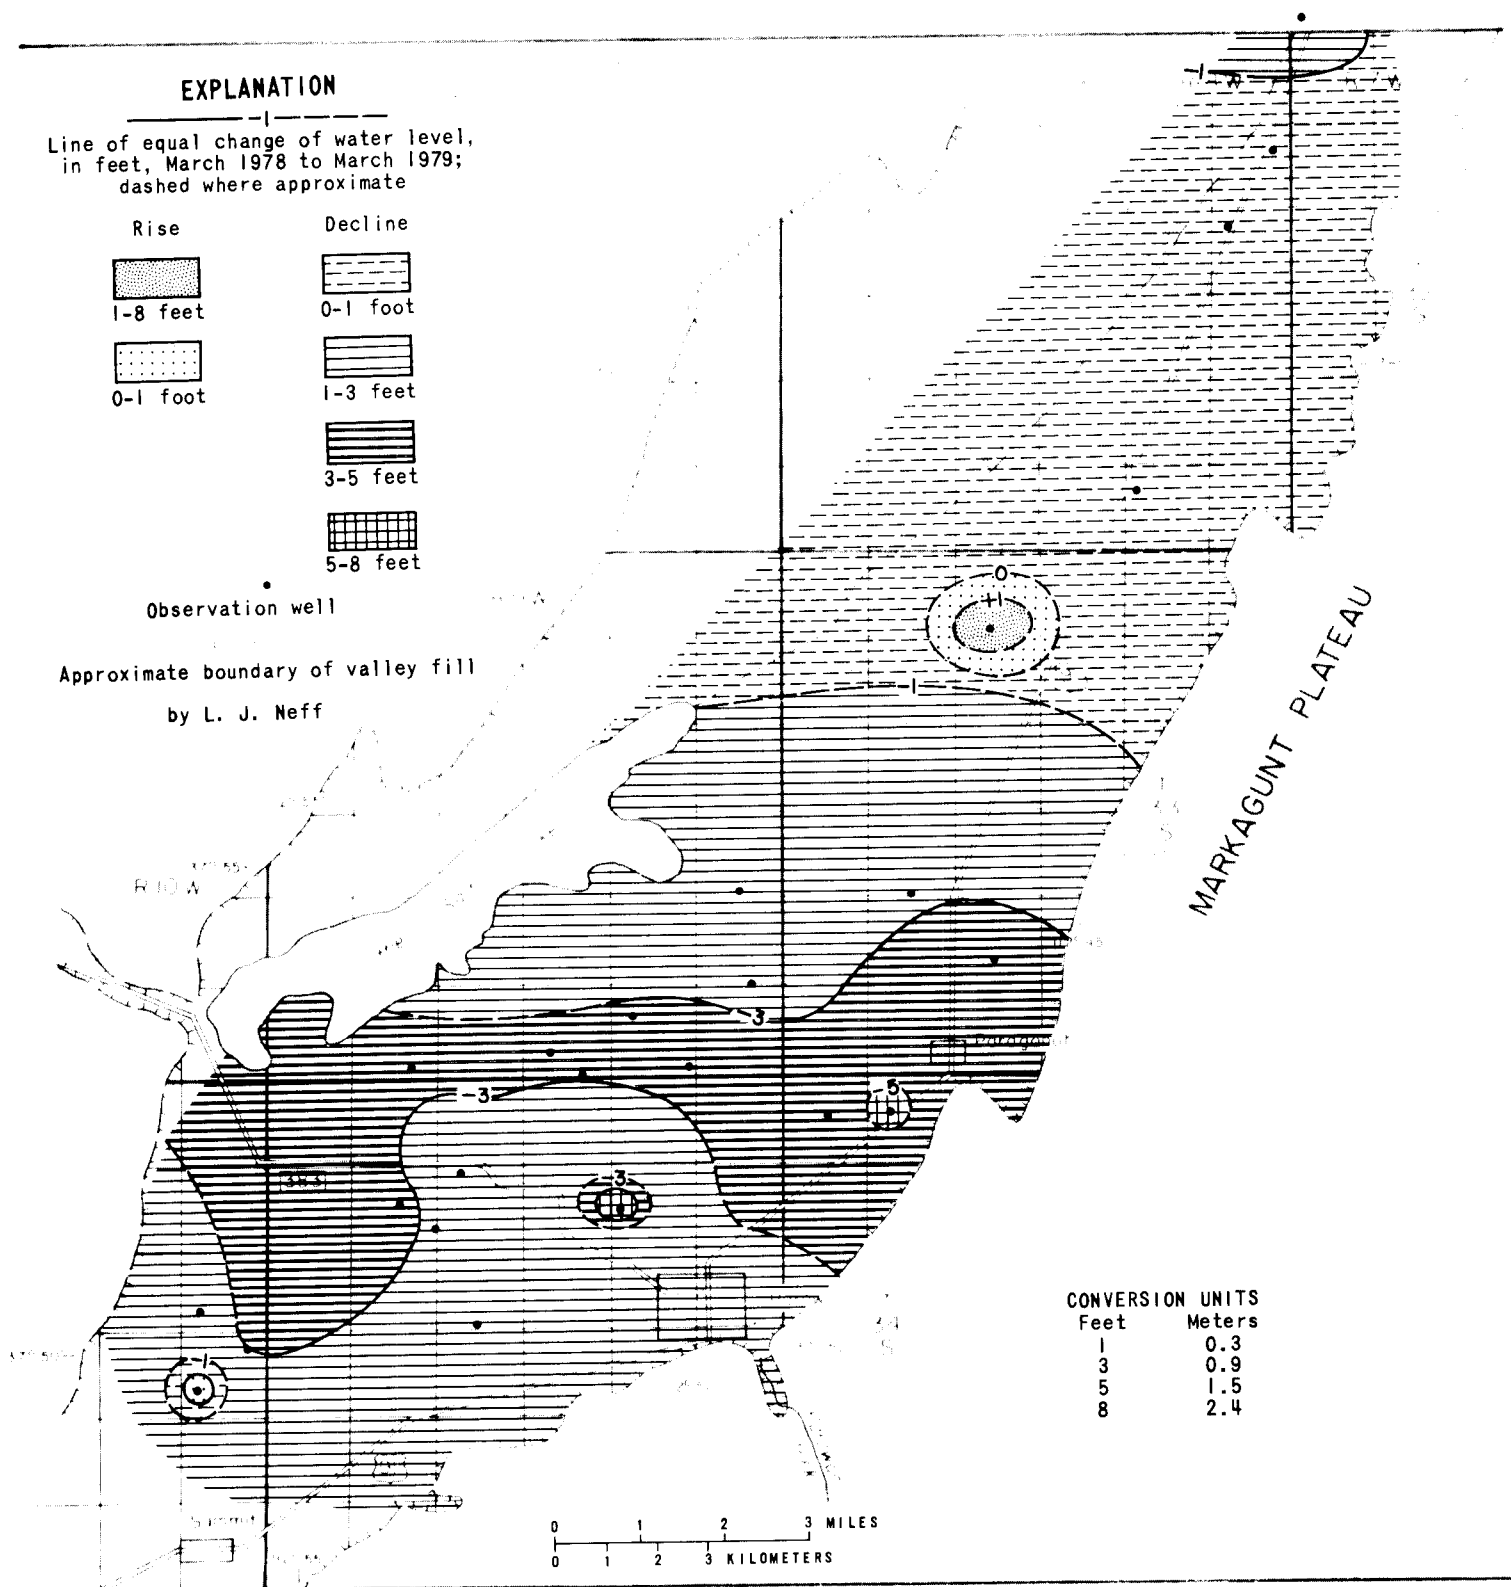 EXPLANATION
-1
Line of equal change of water level,
in feet, March 1978 to March 1979;
dashed where approximate
Rise
Decline
1-8 feet
0-1 foot
0-1 foot
1-3 feet
3-5 feet
5-8 feet
Observation well
Approximate boundary of valley fill
by L. J. Neff
-1
0
+1
-1
MARKAGUNT PLATEAU
R 10 W
-3
-3
-5
-3
383
-1
Summit
CONVERSION UNITS
Feet Meters
1 0.3
3 0.9
5 1.5
8 2.4
0 1 2 3 MILES
0 1 2 3 KILOMETERS